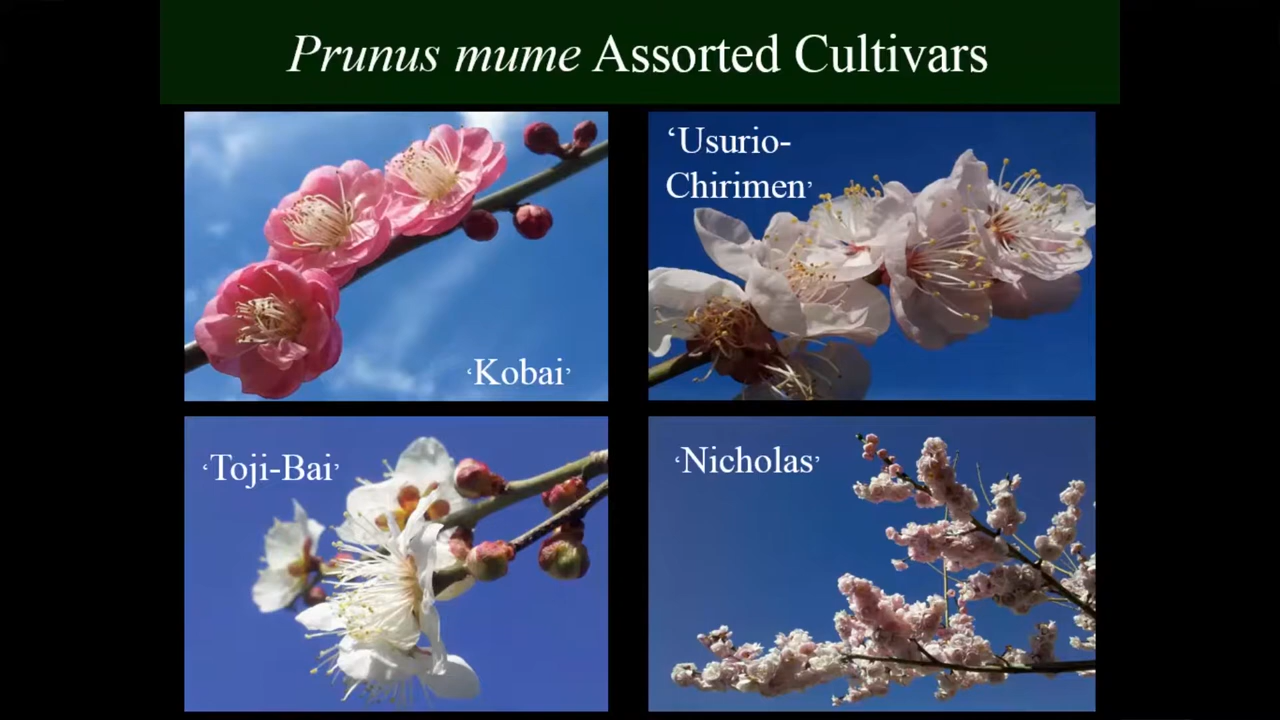 Prunus mume Assorted Cultivars
‘Usurio-
Chirimen’
‘Kobai’
‘Toji-Bai’
‘Nicholas’